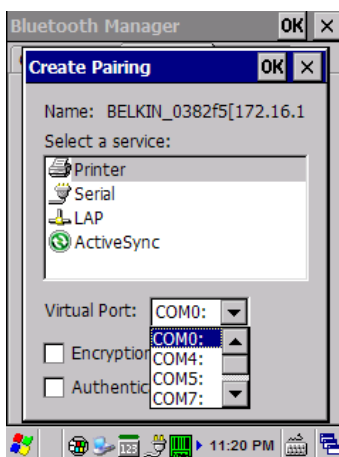 Bluetooth Manager OK
Create Pairing OK
Name: BELKIN_0382f5[172.16.1
Select a service:
Printer
Serial
LAP
ActiveSync
Virtual Port: COM0:
COM0:
Encryption COM4:
COM5:
Authentic COM7:
11:20 PM